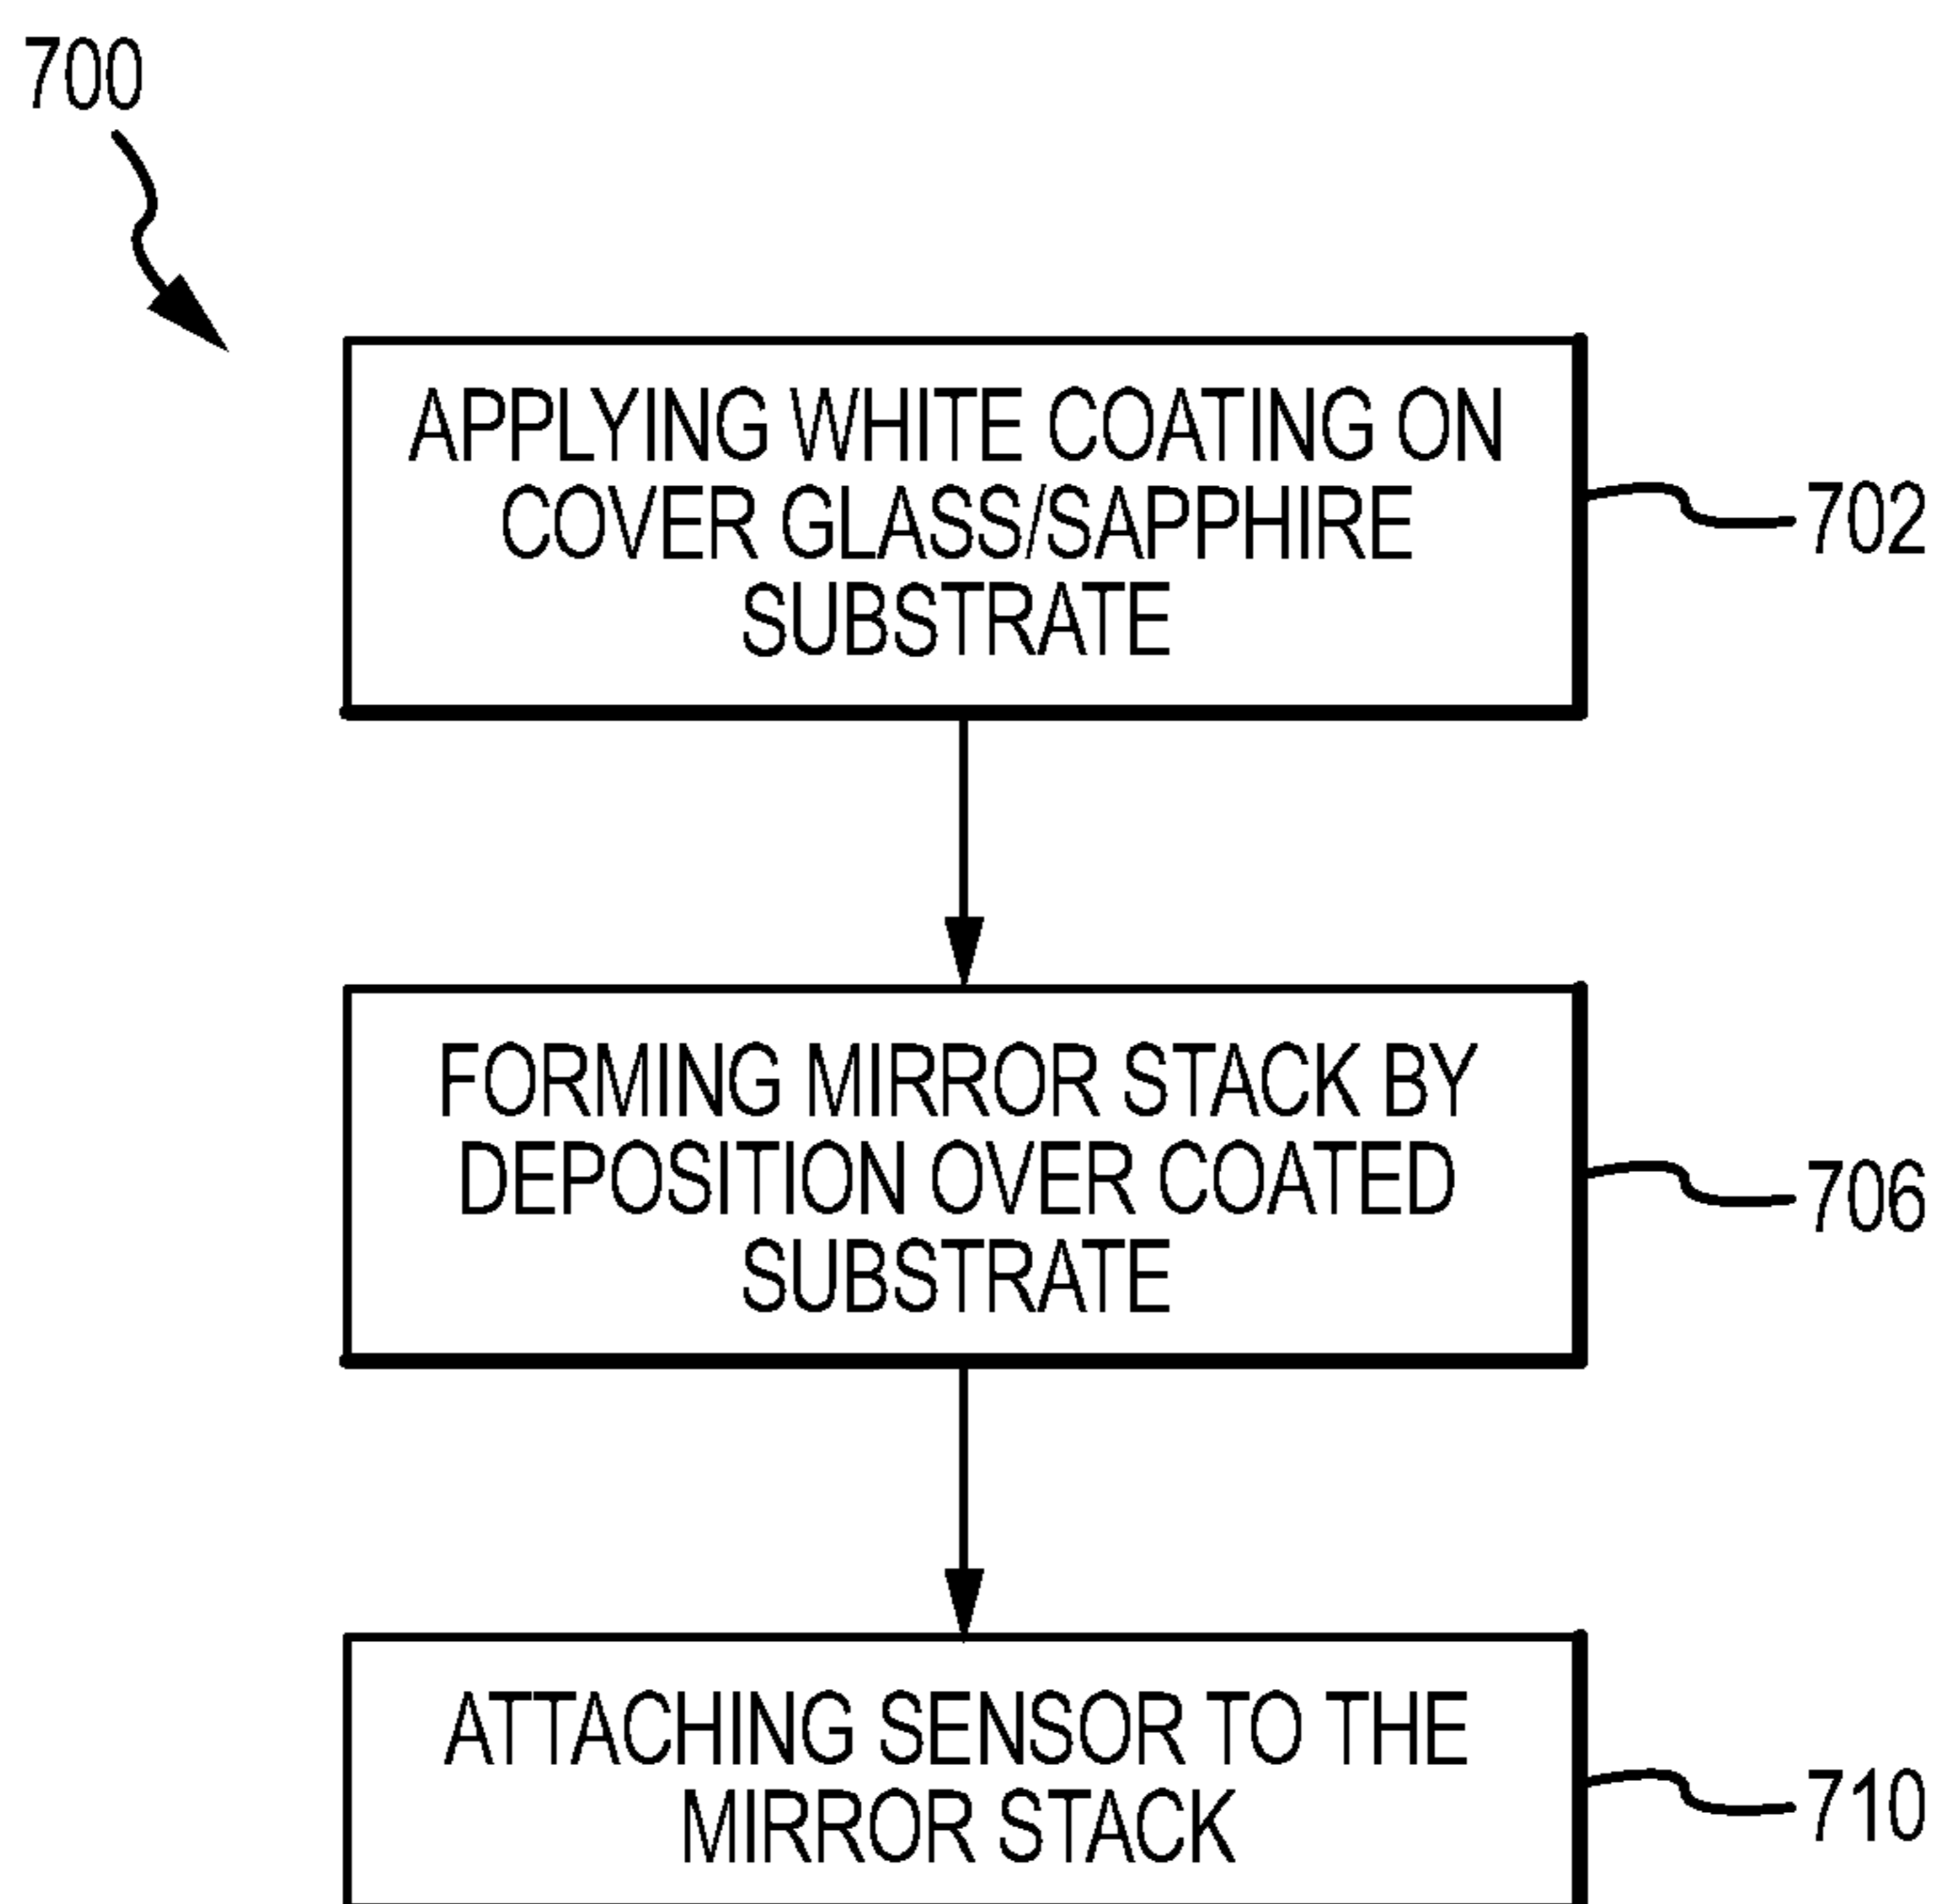 700
APPLYING WHITE COATING ON
COVER GLASS/SAPPHIRE
SUBSTRATE
702
FORMING MIRROR STACK BY
DEPOSITION OVER COATED
SUBSTRATE
706
ATTACHING SENSOR TO THE
MIRROR STACK
710